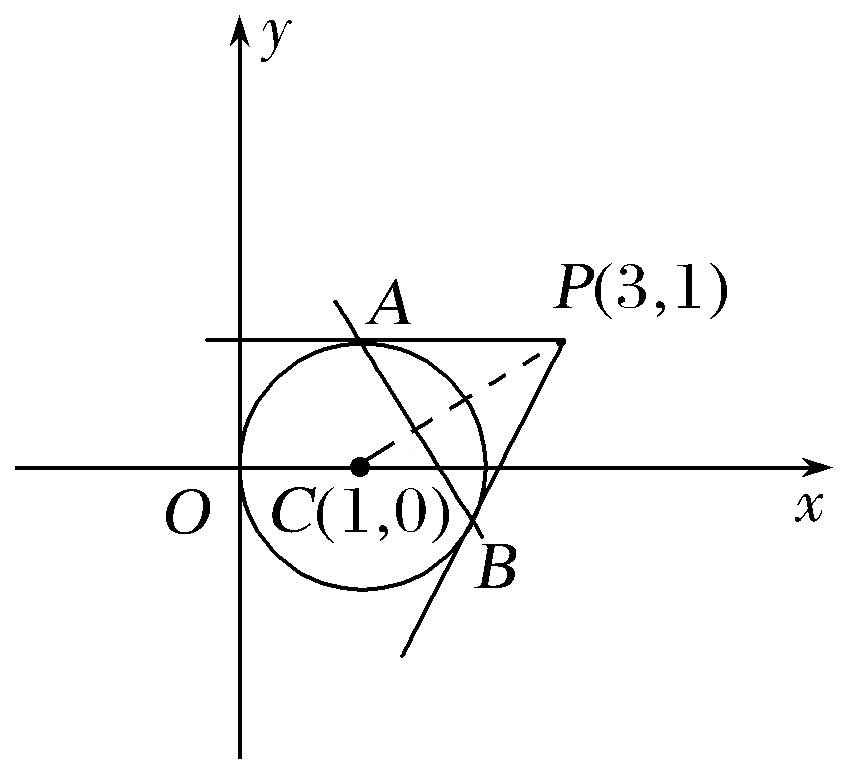 y
A
P(3,1)
O
C(1,0)
x
B